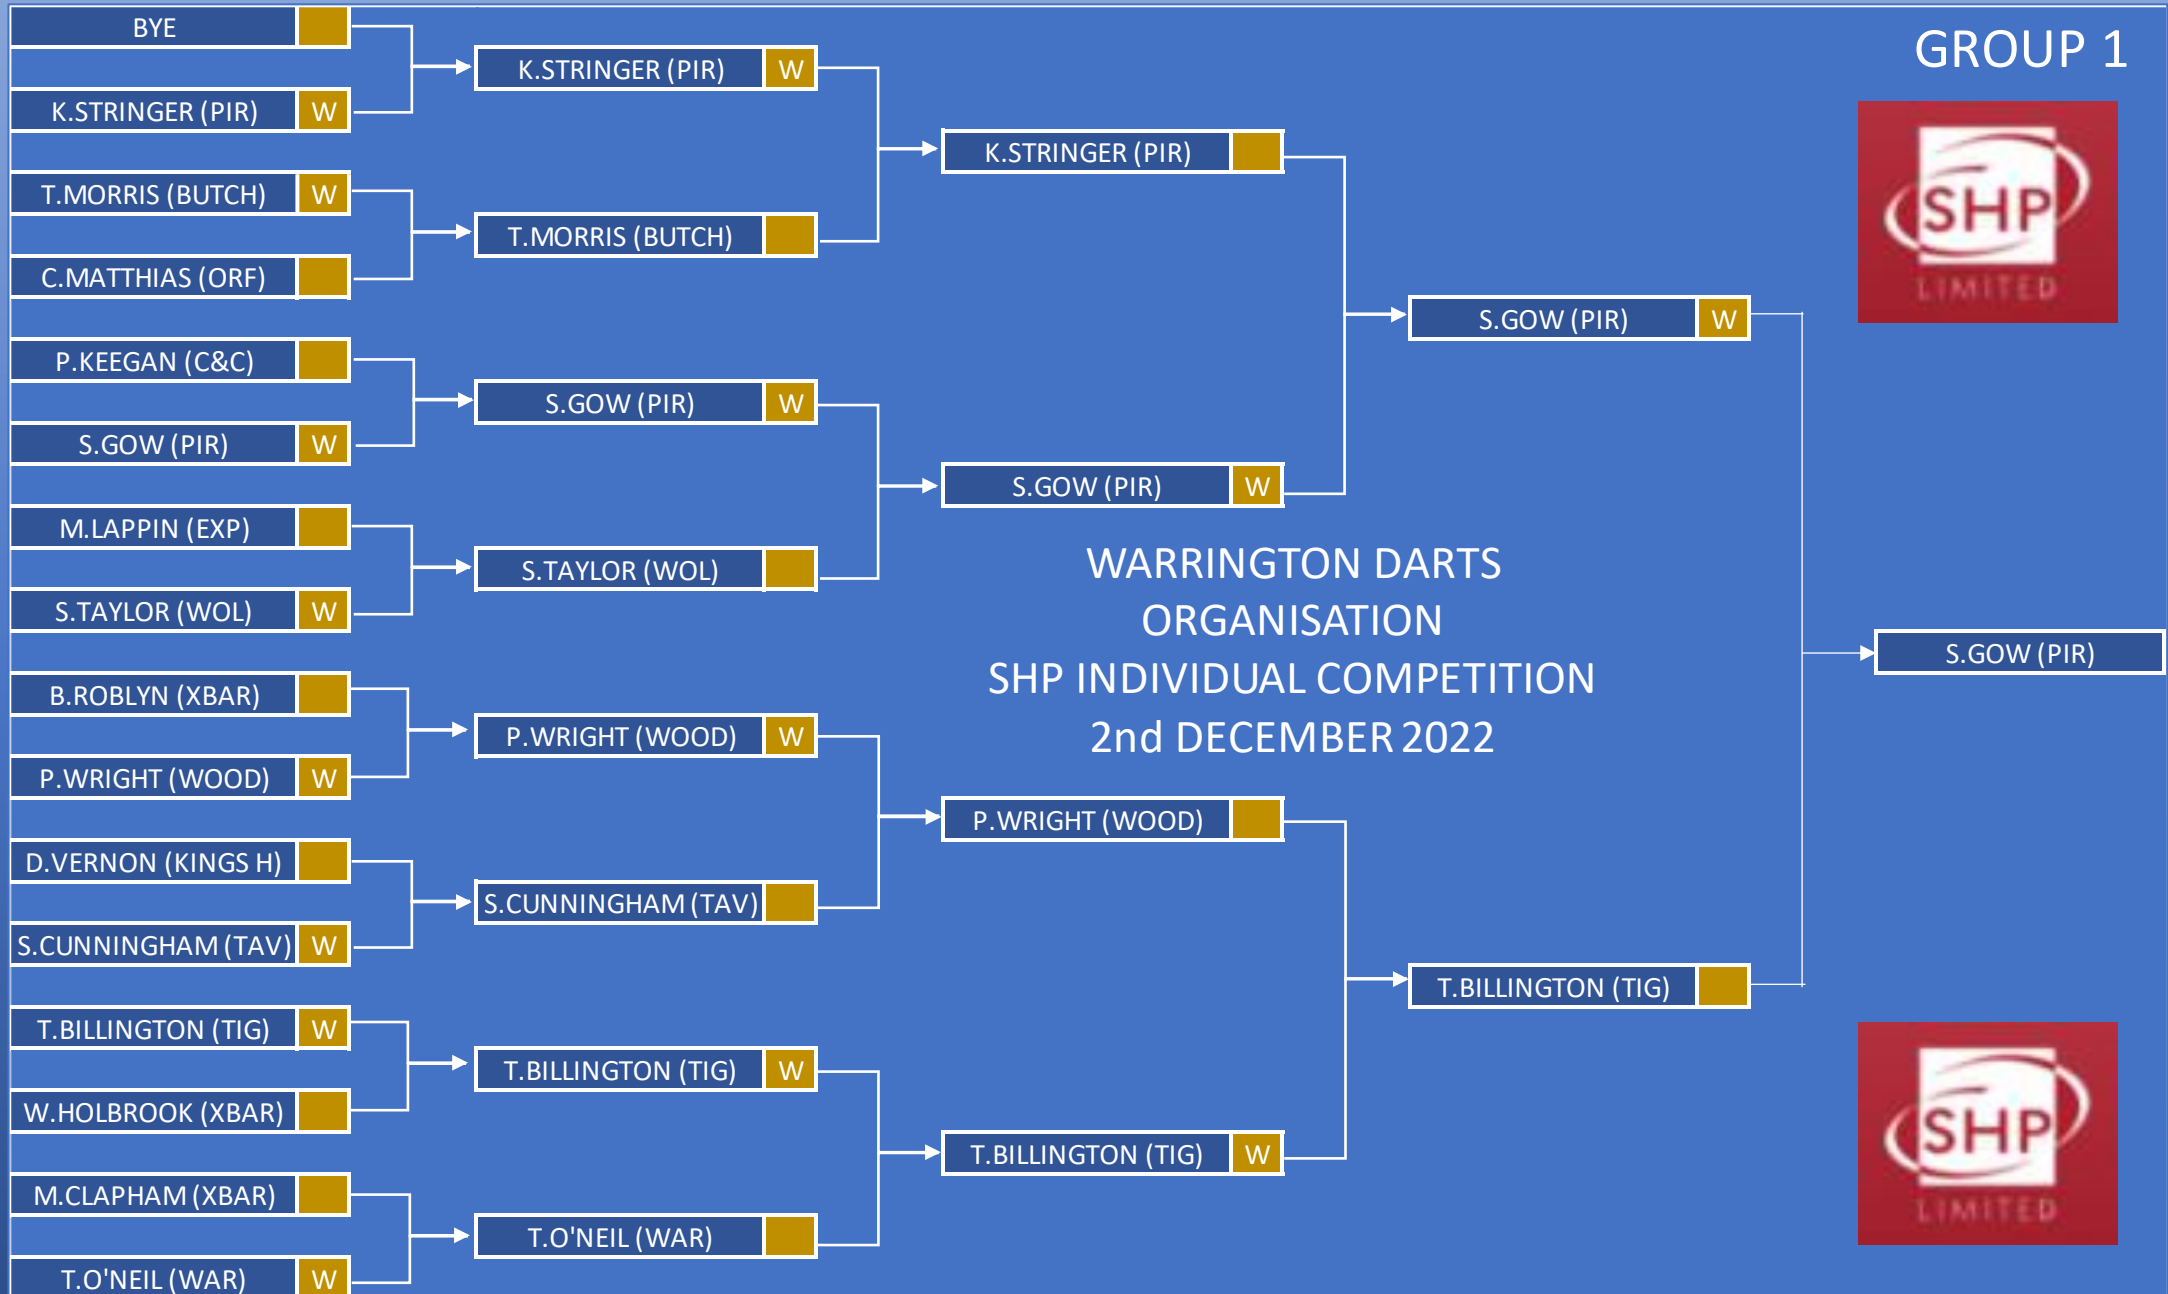 BYE
K.STRINGER (PIR) W
T.MORRIS (BUTCH) W
C.MATTHIAS (ORF)
P.KEEGAN (C&C)
S.GOW (PIR) W
M.LAPPIN (EXP)
S.TAYLOR (WOL) W
B.ROBLYN (XBAR)
P.WRIGHT (WOOD) W
D.VERNON (KINGS H)
S.CUNNINGHAM (TAV) W
T.BILLINGTON (TIG) W
W.HOLBROOK (XBAR)
M.CLAPHAM (XBAR)
T.O'NEIL (WAR) W
K.STRINGER (PIR) W
T.MORRIS (BUTCH)
S.GOW (PIR) W
S.TAYLOR (WOL)
P.WRIGHT (WOOD) W
S.CUNNINGHAM (TAV)
T.BILLINGTON (TIG) W
T.O'NEIL (WAR)
K.STRINGER (PIR)
S.GOW (PIR) W
P.WRIGHT (WOOD)
T.BILLINGTON (TIG) W
WARRINGTON DARTS
ORGANISATION
SHP INDIVIDUAL COMPETITION
2nd DECEMBER 2022
S.GOW (PIR) W
T.BILLINGTON (TIG)
S.GOW (PIR)
GROUP 1
SHP
LIMITED
SHP
LIMITED